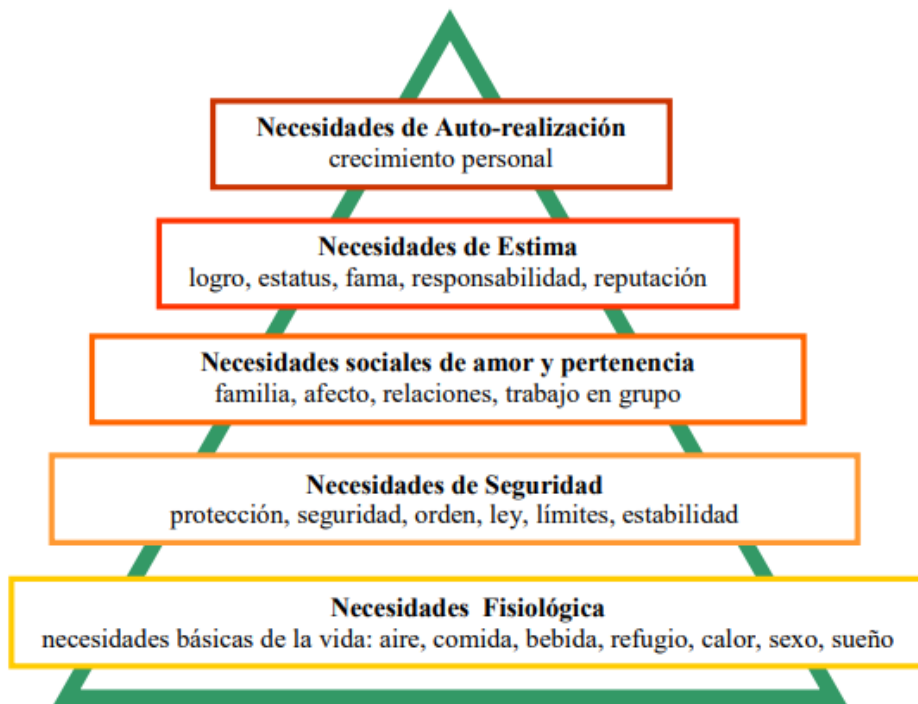 Necesidades de Auto-realización
crecimiento personal
Necesidades de Estima
logro, estatus, fama, responsabilidad, reputación
Necesidades sociales de amor y pertenencia
familia, afecto, relaciones, trabajo en grupo
Necesidades de Seguridad
protección, seguridad, orden, ley, límites, estabilidad
Necesidades Fisiológica
necesidades básicas de la vida: aire, comida, bebida, refugio, calor, sexo, sueño